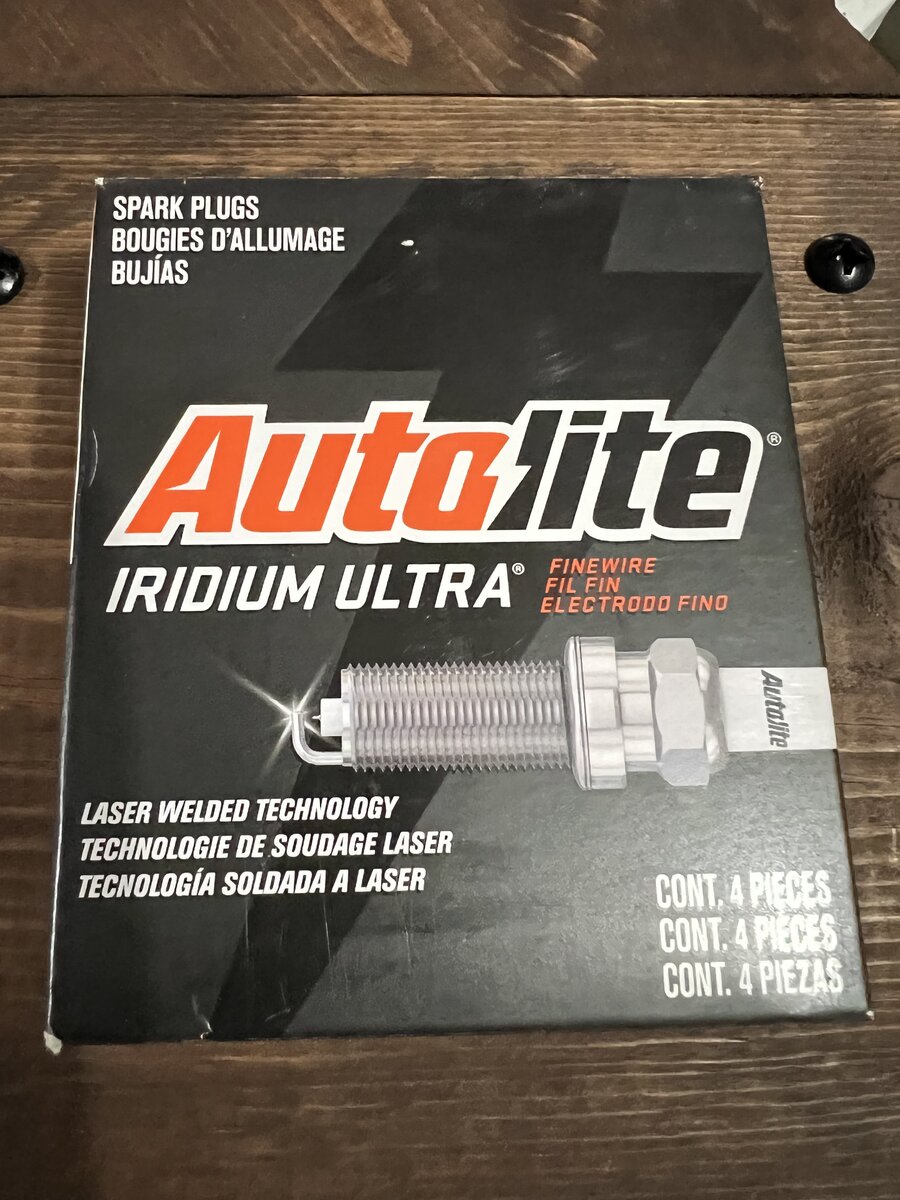 SPARK PLUGS
BOUGIES D'ALLUMAGE
BUJÍAS
Autolite®
IRIDIUM ULTRA®
FINEWIRE
FIL FIN
ELECTRODO FINO
Autolite
LASER WELDED TECHNOLOGY
TECHNOLOGIE DE SOUDAGE LASER
TECNOLOGÍA SOLDADA A LASER
CONT. 4 PIECES
CONT. 4 PIÈCES
CONT. 4 PIEZAS